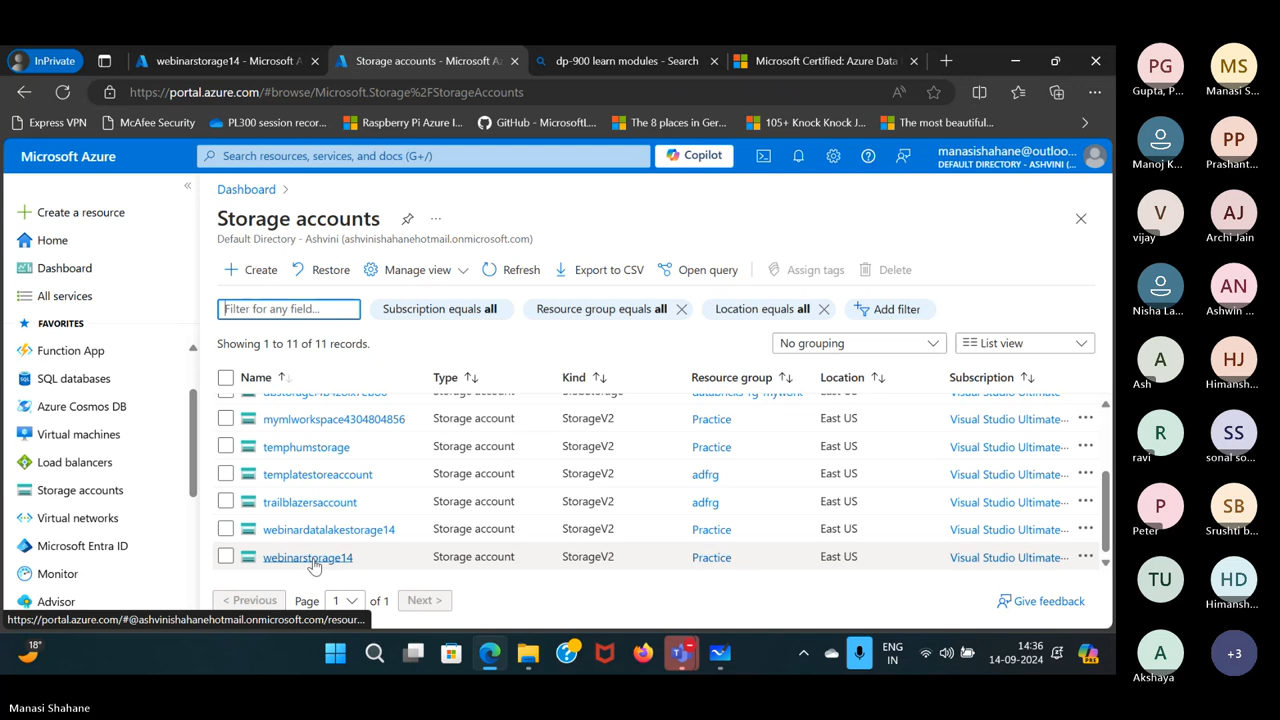 InPrivate
webinarstorage14 - Microsoft A
Storage accounts - Microsoft Az
dp-900 learn modules - Search
Microsoft Certified: Azure Data
https://portal.azure.com/#browse/Microsoft.Storage%2FStorageAccounts
Express VPN
McAfee Security
PL300 session recor...
Raspberry Pi Azure I...
GitHub - MicrosoftL...
The 8 places in Ger...
105+ Knock Knock J...
The most beautiful...
Microsoft Azure
Search resources, services, and docs (G+/)
Copilot
manasishahane@outloo...
DEFAULT DIRECTORY - ASHVINI (...
Create a resource
Home
Dashboard
All services
FAVORITES
Function App
SQL databases
Azure Cosmos DB
Virtual machines
Load balancers
Storage accounts
Virtual networks
Microsoft Entra ID
Monitor
Advisor
Dashboard
Storage accounts
Default Directory - Ashvini (ashvinishahanehotmail.onmicrosoft.com)
Create
Restore
Manage view
Refresh
Export to CSV
Open query
Assign tags
Delete
Filter for any field...
Subscription equals all
Resource group equals all
Location equals all
Add filter
Showing 1 to 11 of 11 records.
No grouping
List view
Name Type Kind Resource group Location Subscription
mymlworkspace4304804856 Storage account StorageV2 Practice East US Visual Studio Ultimate...
temphumstorage Storage account StorageV2 Practice East US Visual Studio Ultimate...
templatestoreaccount Storage account StorageV2 adfrg East US Visual Studio Ultimate...
trailblazersaccount Storage account StorageV2 adfrg East US Visual Studio Ultimate...
webinardatalakestorage14 Storage account StorageV2 Practice East US Visual Studio Ultimate...
webinarstorage14 Storage account StorageV2 Practice East US Visual Studio Ultimate...
< Previous
Page 1 of 1
Next >
Give feedback
https://portal.azure.com/#@ashvinishahanehotmail.onmicrosoft.com/resour...
18°
ENG
IN
14:36
14-09-2024
PRE
PG
Gupta, P...
MS
Manasi S...
Manoj K...
PP
Prashant...
V
vijay
AJ
Archi Jain
Nisha La...
AN
Ashwin ...
A
Ash
HJ
Himansh...
R
ravi
SS
sonal so...
P
Peter
SB
Srushti b...
TU
HD
Himansh...
A
Akshaya
+3
Manasi Shahane